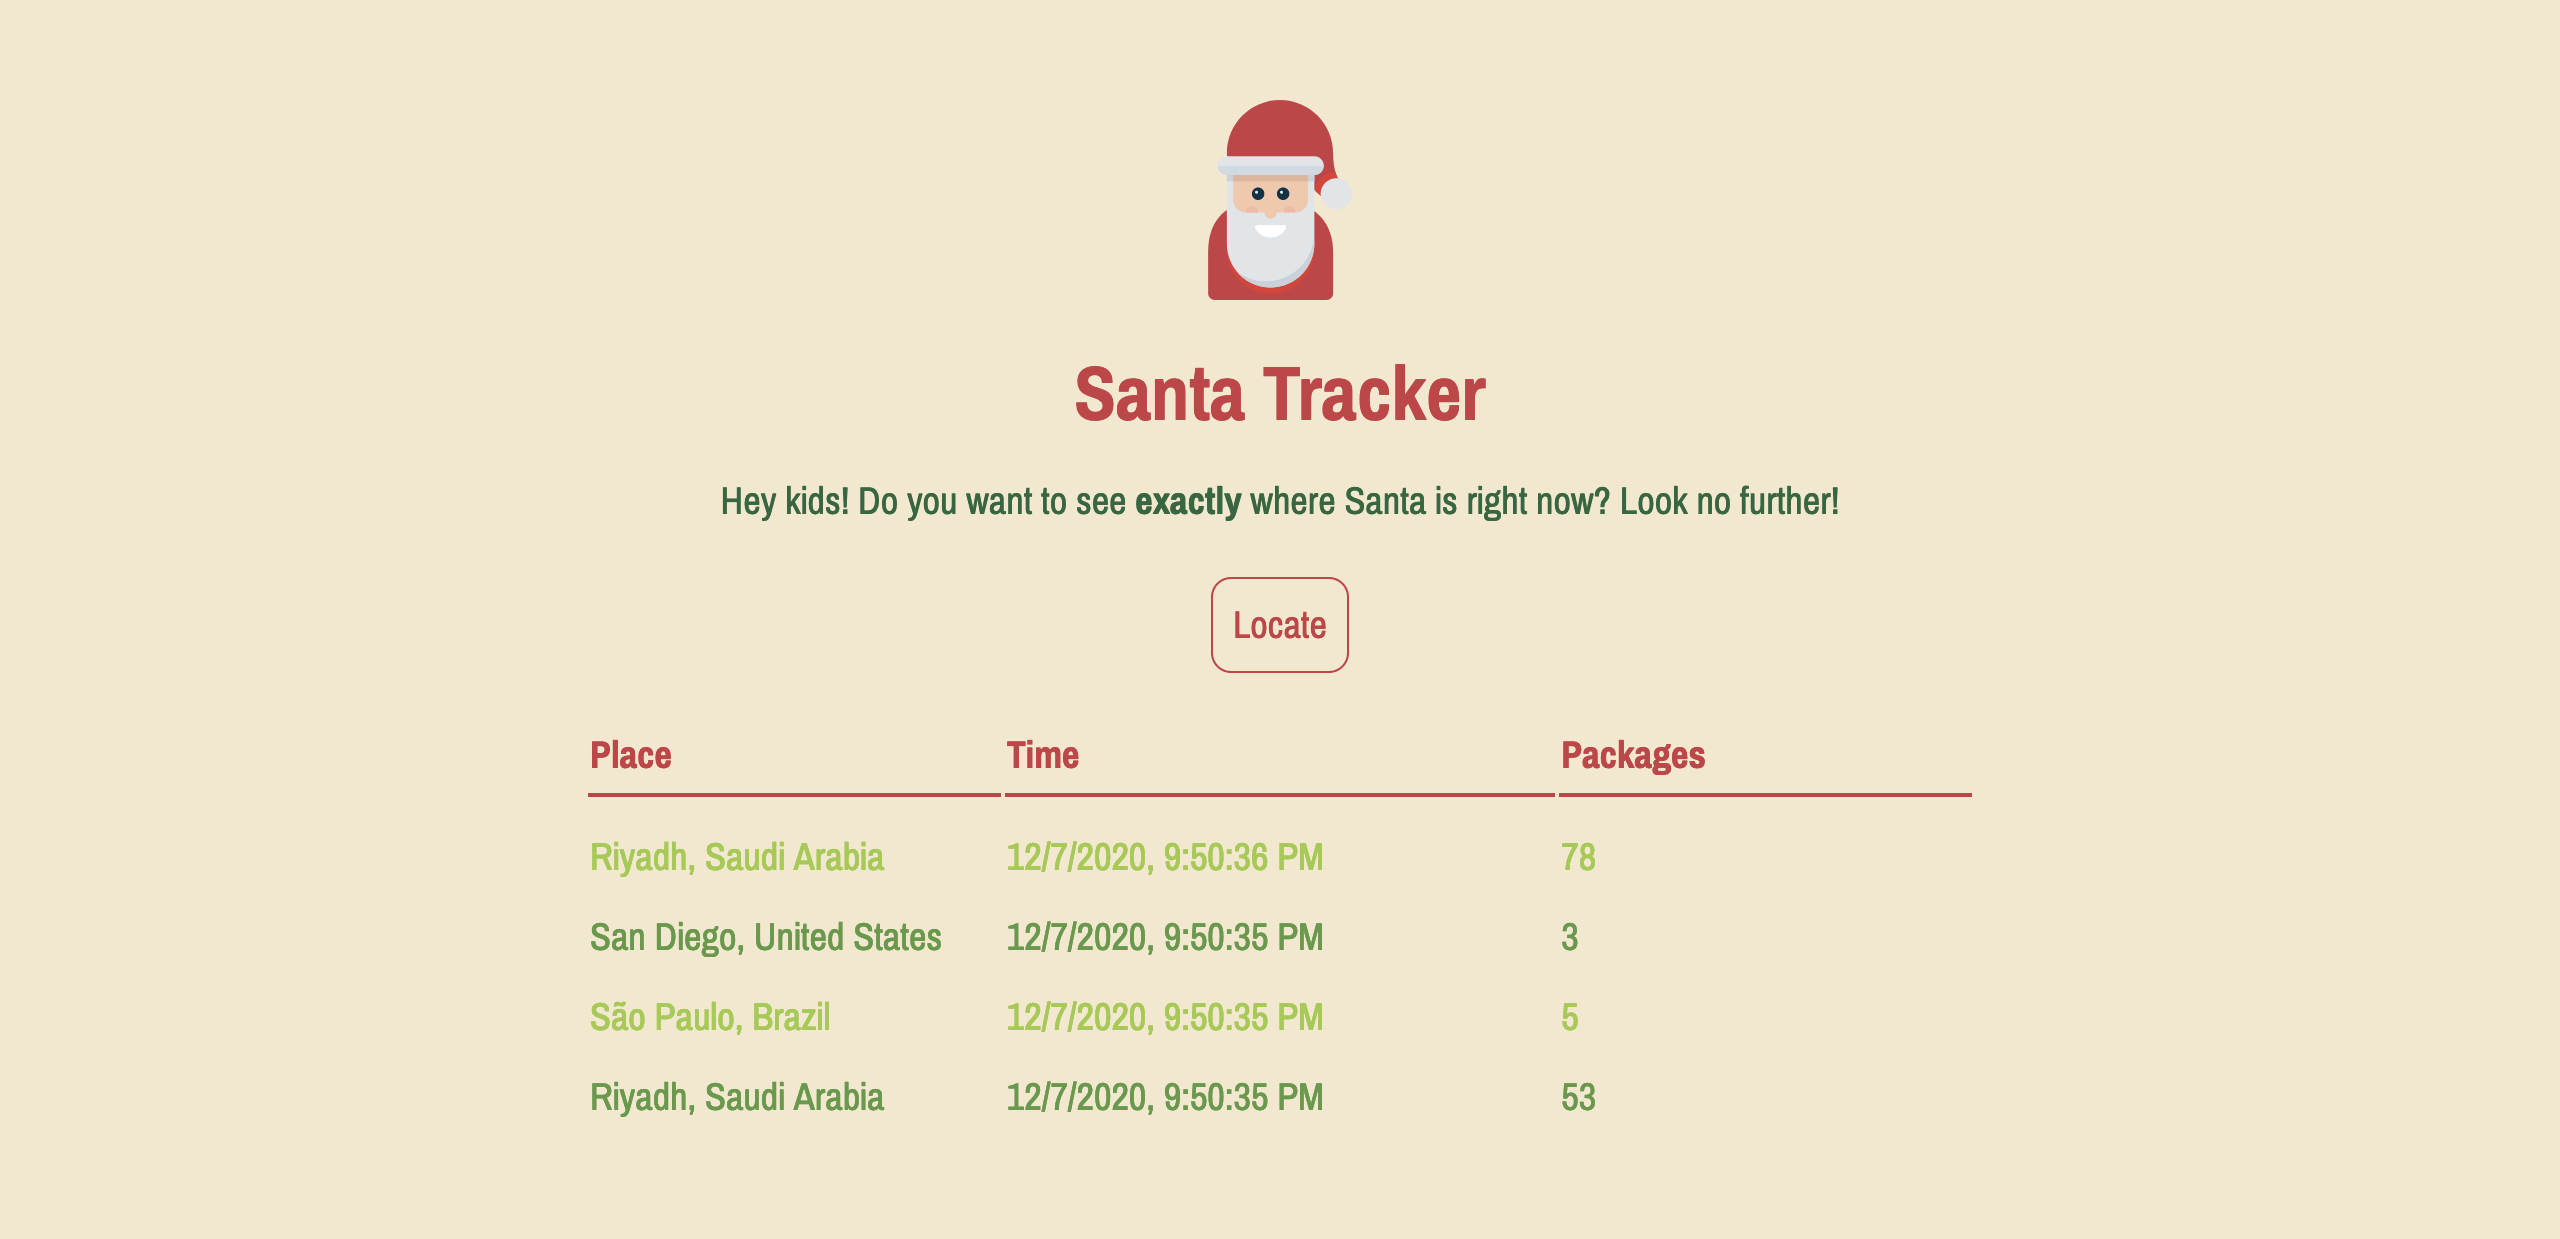 Santa Tracker
Hey kids! Do you want to see exactly where Santa is right now? Look no further!
Locate
Place Time Packages
Riyadh, Saudi Arabia 12/7/2020, 9:50:36 PM 78
San Diego, United States 12/7/2020, 9:50:35 PM 3
São Paulo, Brazil 12/7/2020, 9:50:35 PM 5
Riyadh, Saudi Arabia 12/7/2020, 9:50:35 PM 53